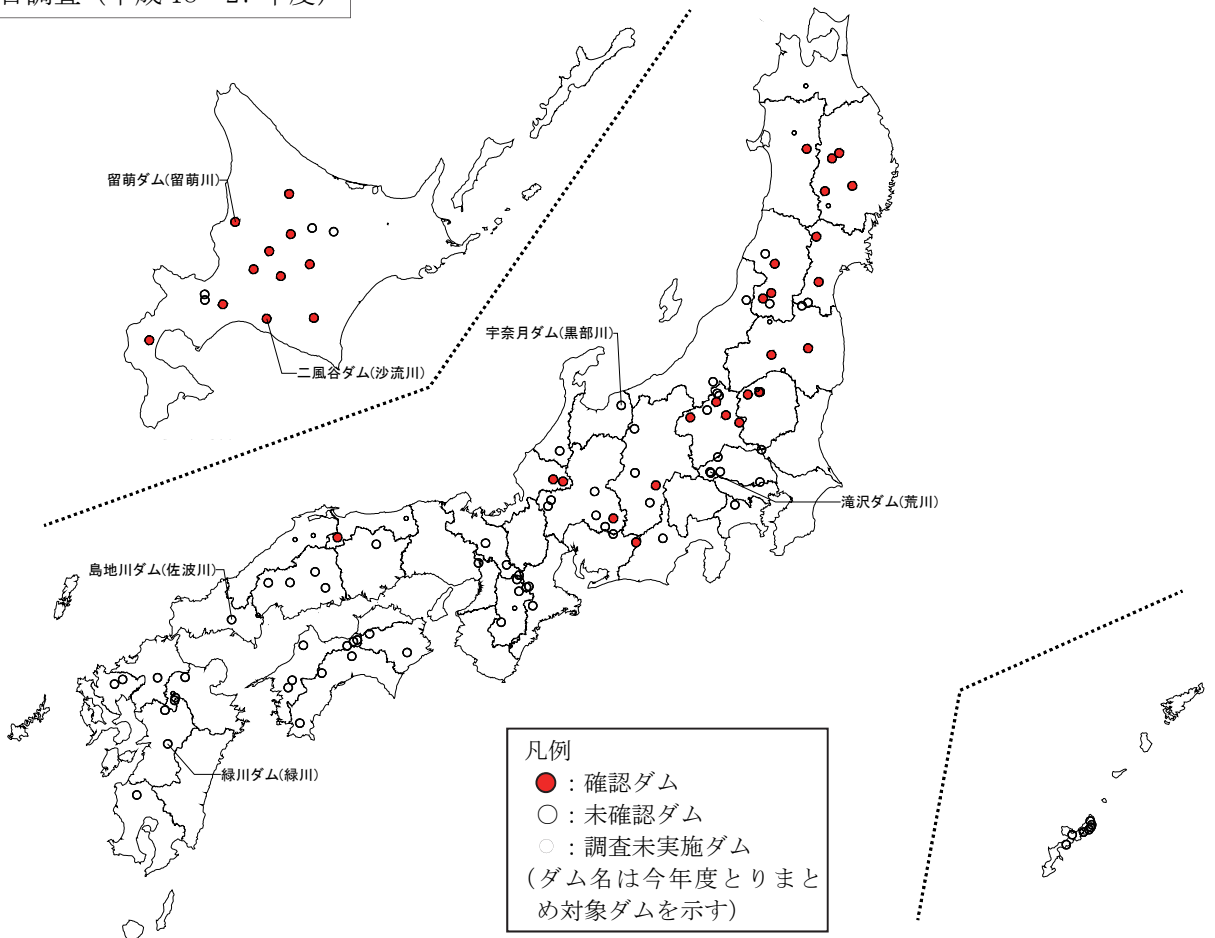 留萌ダム(留萌川)
宇奈月ダム(黒部川)
二風谷ダム(沙流川)
滝沢ダム(荒川)
島地川ダム(佐波川)
緑川ダム(緑川)
凡例
：確認ダム
○：未確認ダム
○：調査未実施ダム
(ダム名は今年度とりまと
め対象ダムを示す)